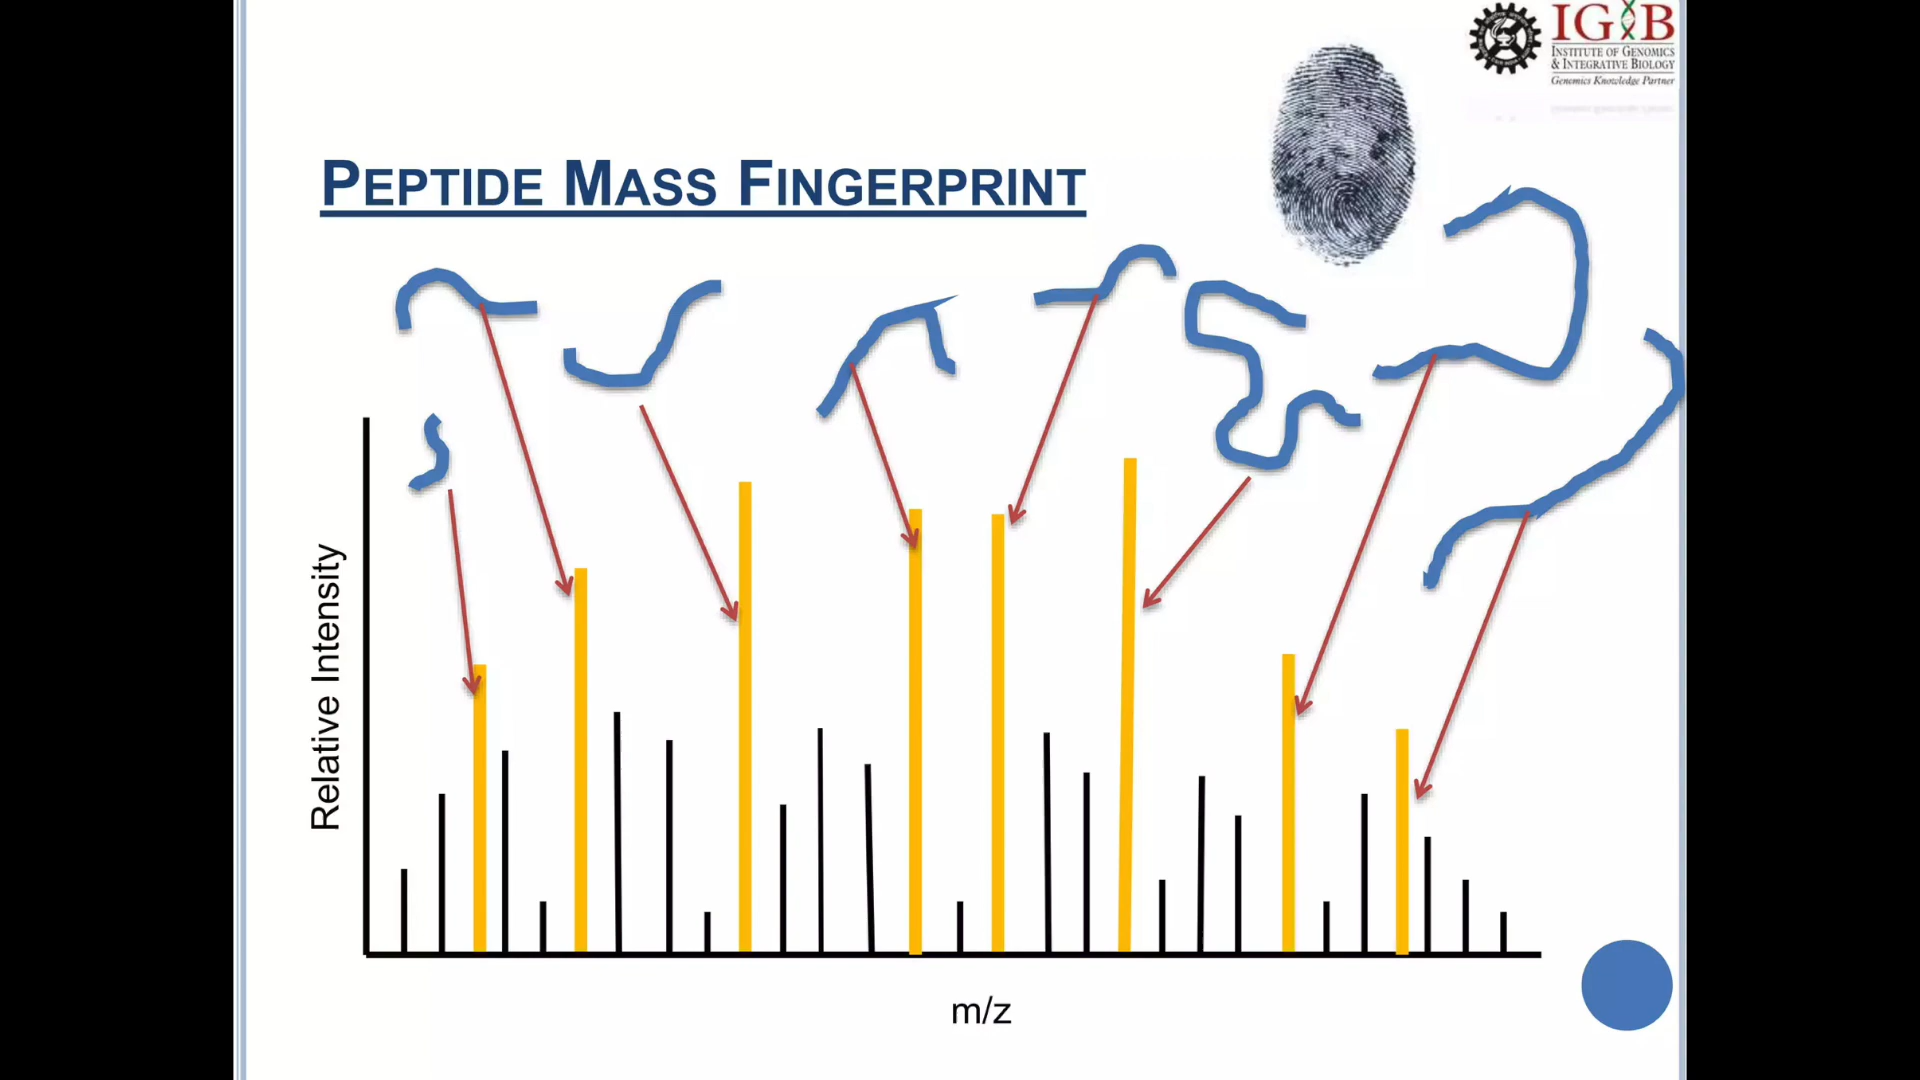 IGIB
INSTITUTE OF GENOMICS
& INTEGRATIVE BIOLOGY
Genomics Knowledge Partner
PEPTIDE MASS FINGERPRINT
Relative Intensity
m/z